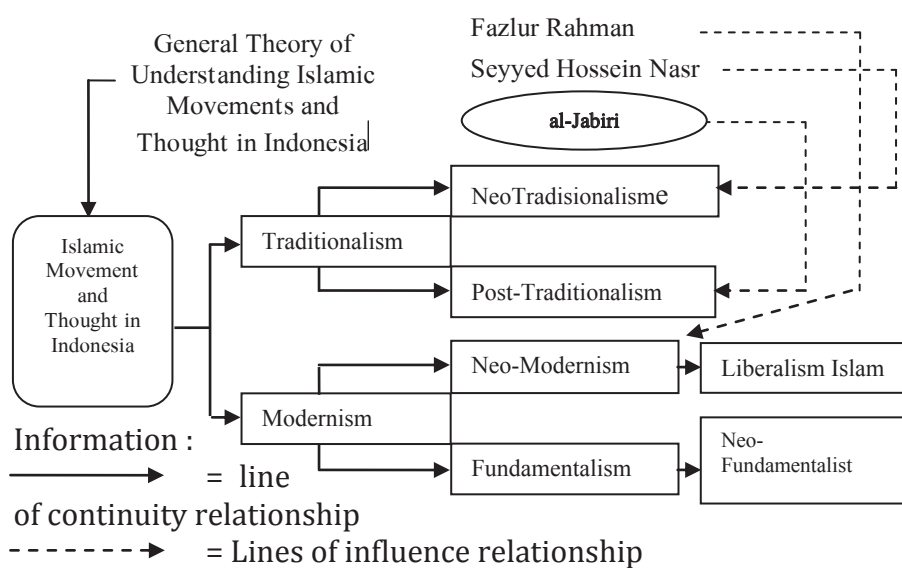 General Theory of
Understanding Islamic
Movements and
Thought in Indonesia
Fazlur Rahman
Seyyed Hossein Nasr
al-Jabiri
Islamic
Movement
and
Thought in
Indonesia
Traditionalism
NeoTradisionalisme
Post-Traditionalism
Modernism
Neo-Modernism
Liberalism Islam
Fundamentalism
Neo-
Fundamentalist
Information :
= line
of continuity relationship
= Lines of influence relationship